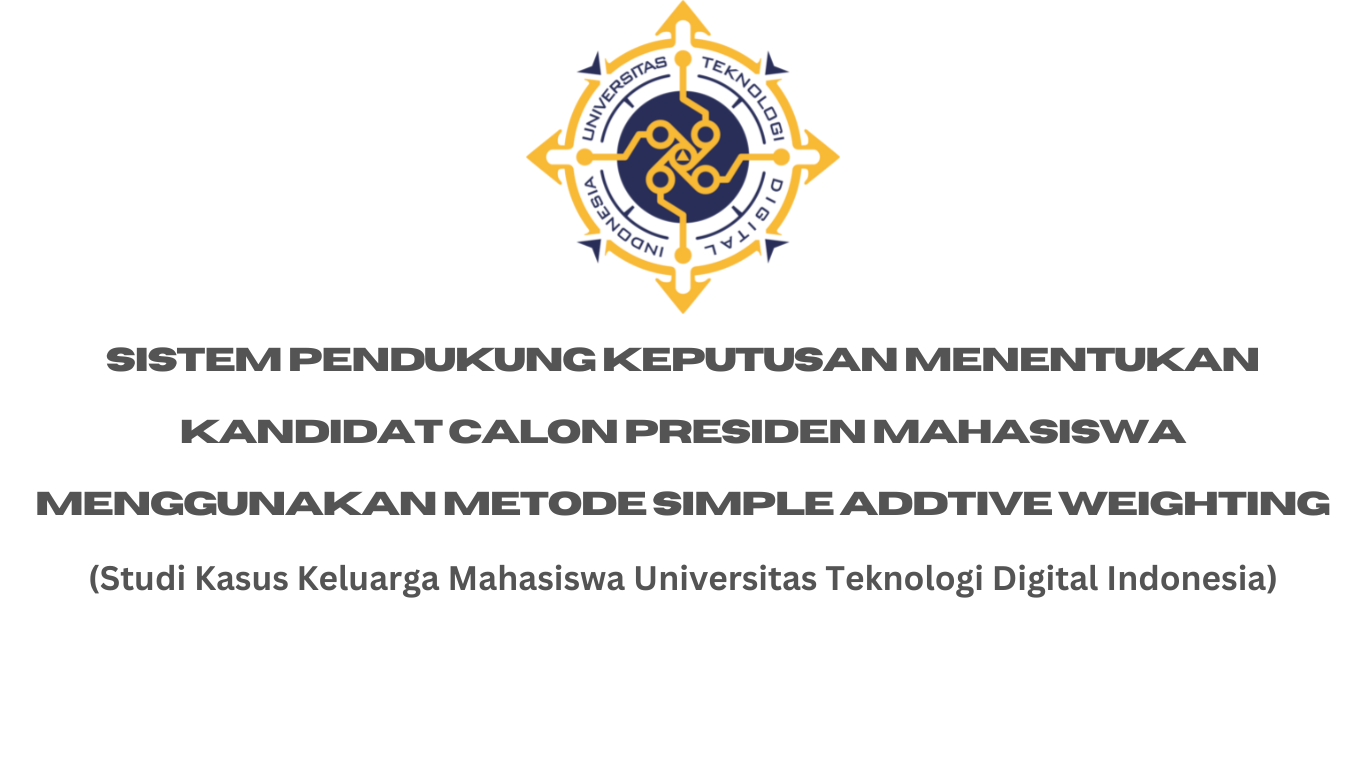 UNIVERSITAS TEKNOLOGI DIGITAL INDONESIA
SISTEM PENDUKUNG KEPUTUSAN MENENTUKAN
KANDIDAT CALON PRESIDEN MAHASISWA
MENGGUNAKAN METODE SIMPLE ADDTIVE WEIGHTING
(Studi Kasus Keluarga Mahasiswa Universitas Teknologi Digital Indonesia)